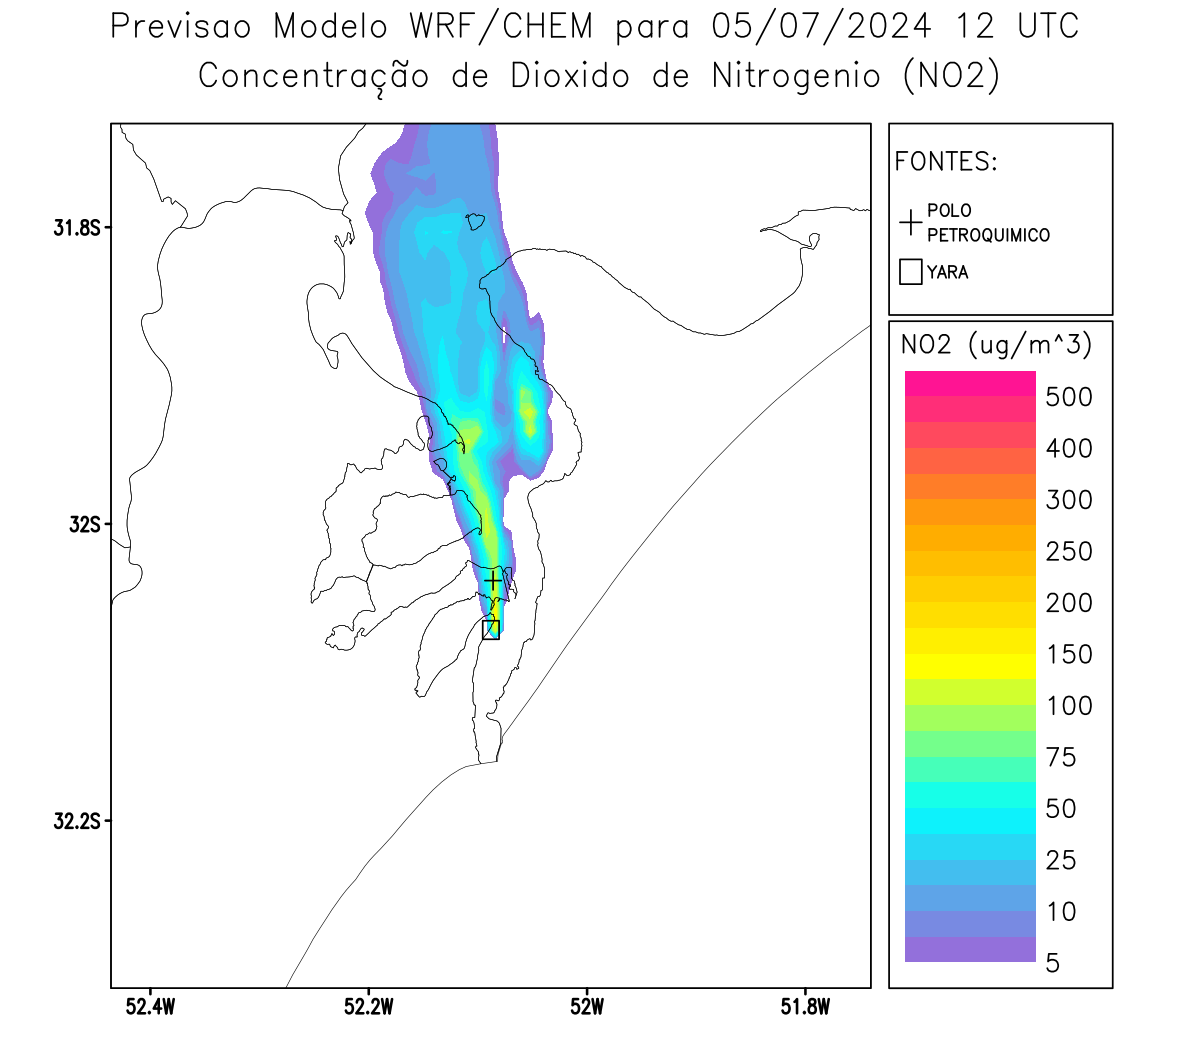 Previsao Modelo WRF/CHEM para 05/07/2024 12 UTC
Concentração de Dioxido de Nitrogenio (NO2)
FONTES:
POLO
PETROQUIMICO
YARA
NO2 (ug/m^3)
500
400
300
250
200
150
100
75
50
25
10
5
31.8S
32S
32.2S
52.4W
52.2W
52W
51.8W